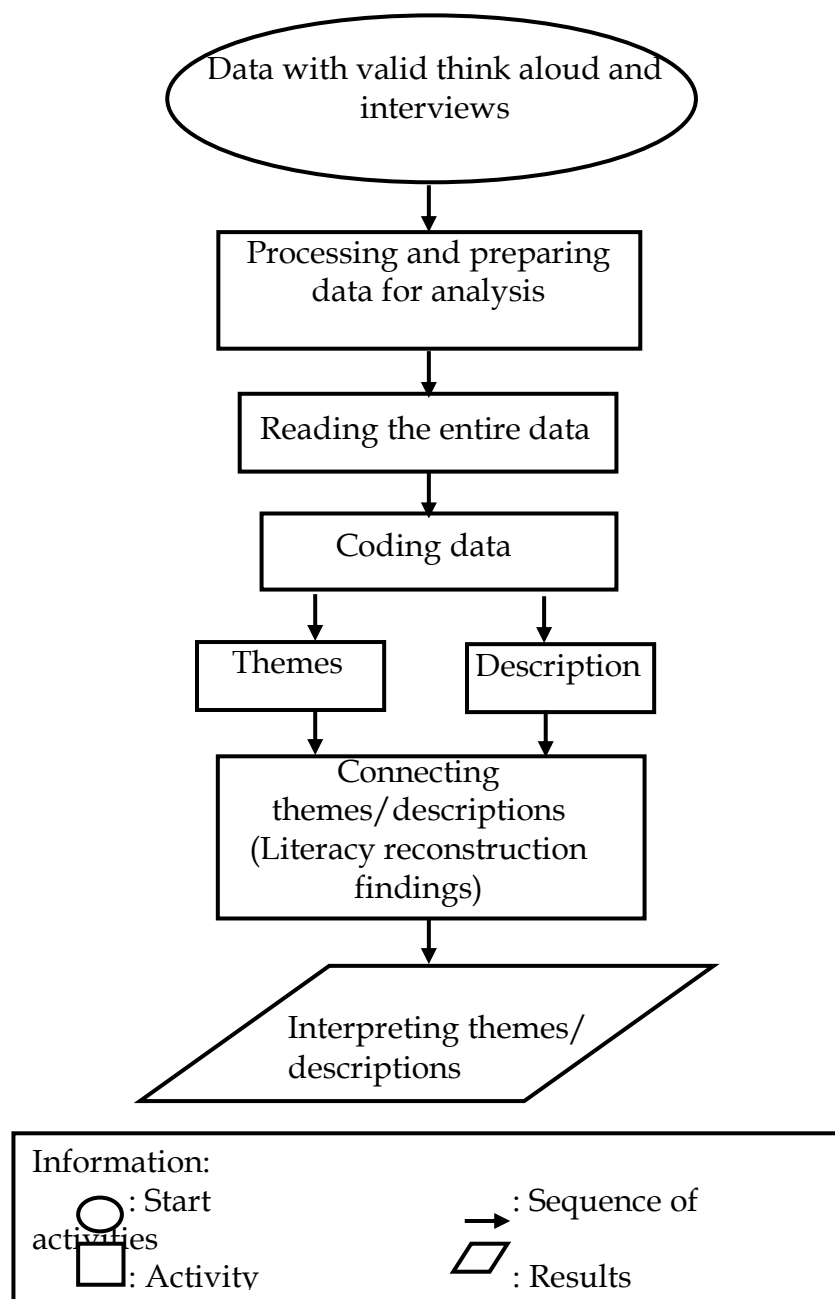 Data with valid think aloud and
interviews
Processing and preparing
data for analysis
Reading the entire data
Coding data
Themes
Description
Connecting
themes/descriptions
(Literacy reconstruction
findings)
Interpreting themes/
descriptions
Information:
: Start
: Sequence of
activities
: Activity
: Results